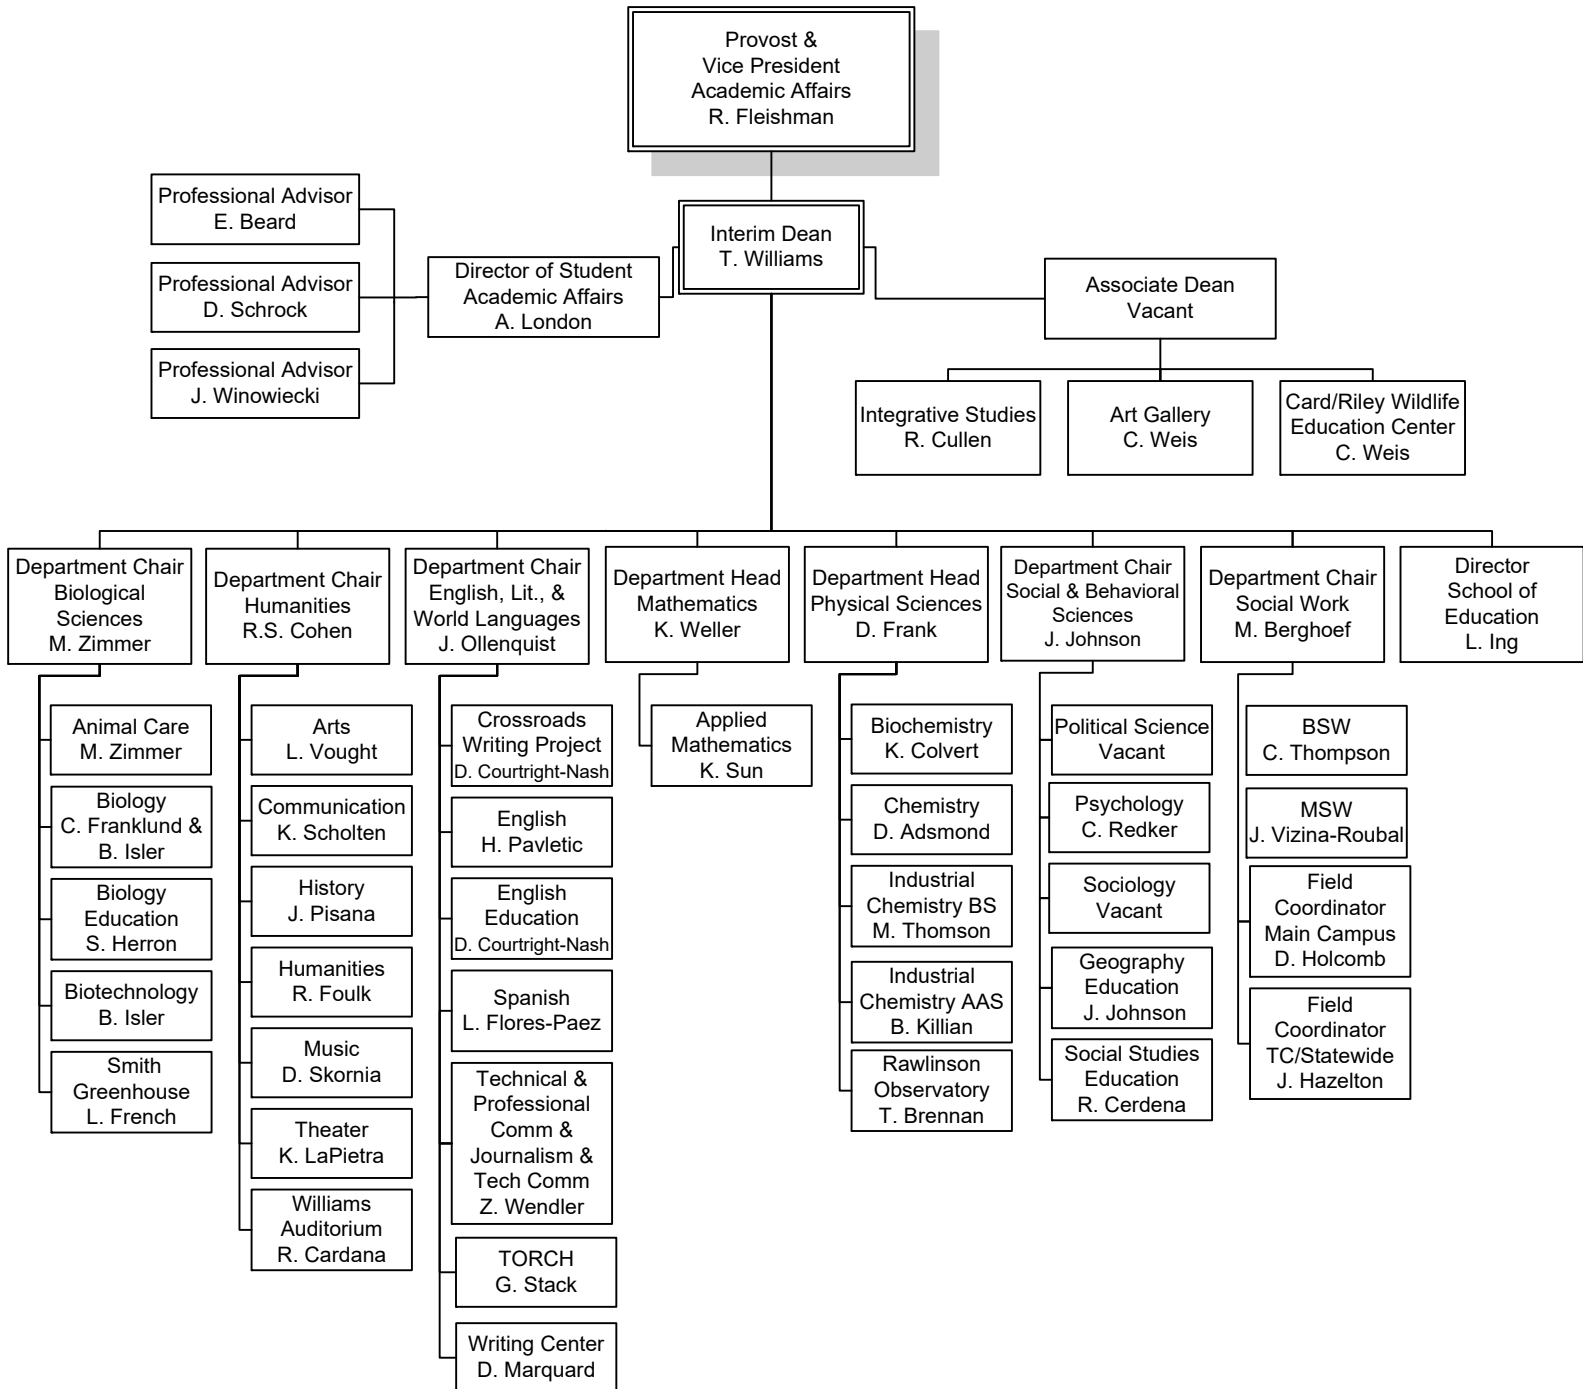 Provost &
Vice President
Academic Affairs
R. Fleishman
Professional Advisor
E. Beard
Professional Advisor
D. Schrock
Professional Advisor
J. Winowiecki
Director of Student
Academic Affairs
A. London
Interim Dean
T. Williams
Associate Dean
Vacant
Integrative Studies
R. Cullen
Art Gallery
C. Weis
Card/Riley Wildlife
Education Center
C. Weis
Department Chair
Biological
Sciences
M. Zimmer
Department Chair
Humanities
R.S. Cohen
Department Chair
English, Lit., &
World Languages
J. Ollenquist
Department Head
Mathematics
K. Weller
Department Head
Physical Sciences
D. Frank
Department Chair
Social & Behavioral
Sciences
J. Johnson
Department Chair
Social Work
M. Berghoef
Director
School of
Education
L. Ing
Animal Care
M. Zimmer
Biology
C. Franklund &
B. Isler
Biology
Education
S. Herron
Biotechnology
B. Isler
Smith
Greenhouse
L. French
Arts
L. Vought
Communication
K. Scholten
History
J. Pisana
Humanities
R. Foulk
Music
D. Skornia
Theater
K. LaPietra
Williams
Auditorium
R. Cardana
Crossroads
Writing Project
D. Courtright-Nash
English
H. Pavletic
English
Education
D. Courtright-Nash
Spanish
L. Flores-Paez
Technical &
Professional
Comm &
Journalism &
Tech Comm
Z. Wendler
TORCH
G. Stack
Writing Center
D. Marquard
Applied
Mathematics
K. Sun
Biochemistry
K. Colvert
Chemistry
D. Adsmond
Industrial
Chemistry BS
M. Thomson
Industrial
Chemistry AAS
B. Killian
Rawlinson
Observatory
T. Brennan
Political Science
Vacant
Psychology
C. Redker
Sociology
Vacant
Geography
Education
J. Johnson
Social Studies
Education
R. Cerdena
BSW
C. Thompson
MSW
J. Vizina-Roubal
Field
Coordinator
Main Campus
D. Holcomb
Field
Coordinator
TC/Statewide
J. Hazelton